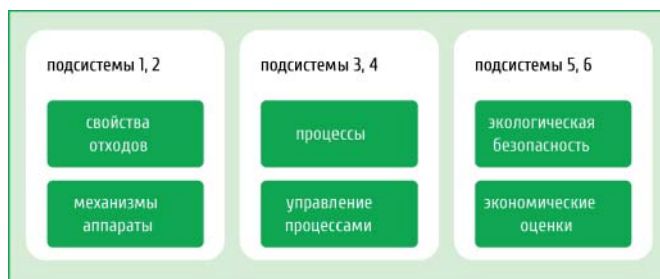 подсистемы 1, 2
свойства
отходов
механизмы
аппараты
подсистемы 3, 4
процессы
управление
процессами
подсистемы 5, 6
экологическая
безопасность
экономические
оценки